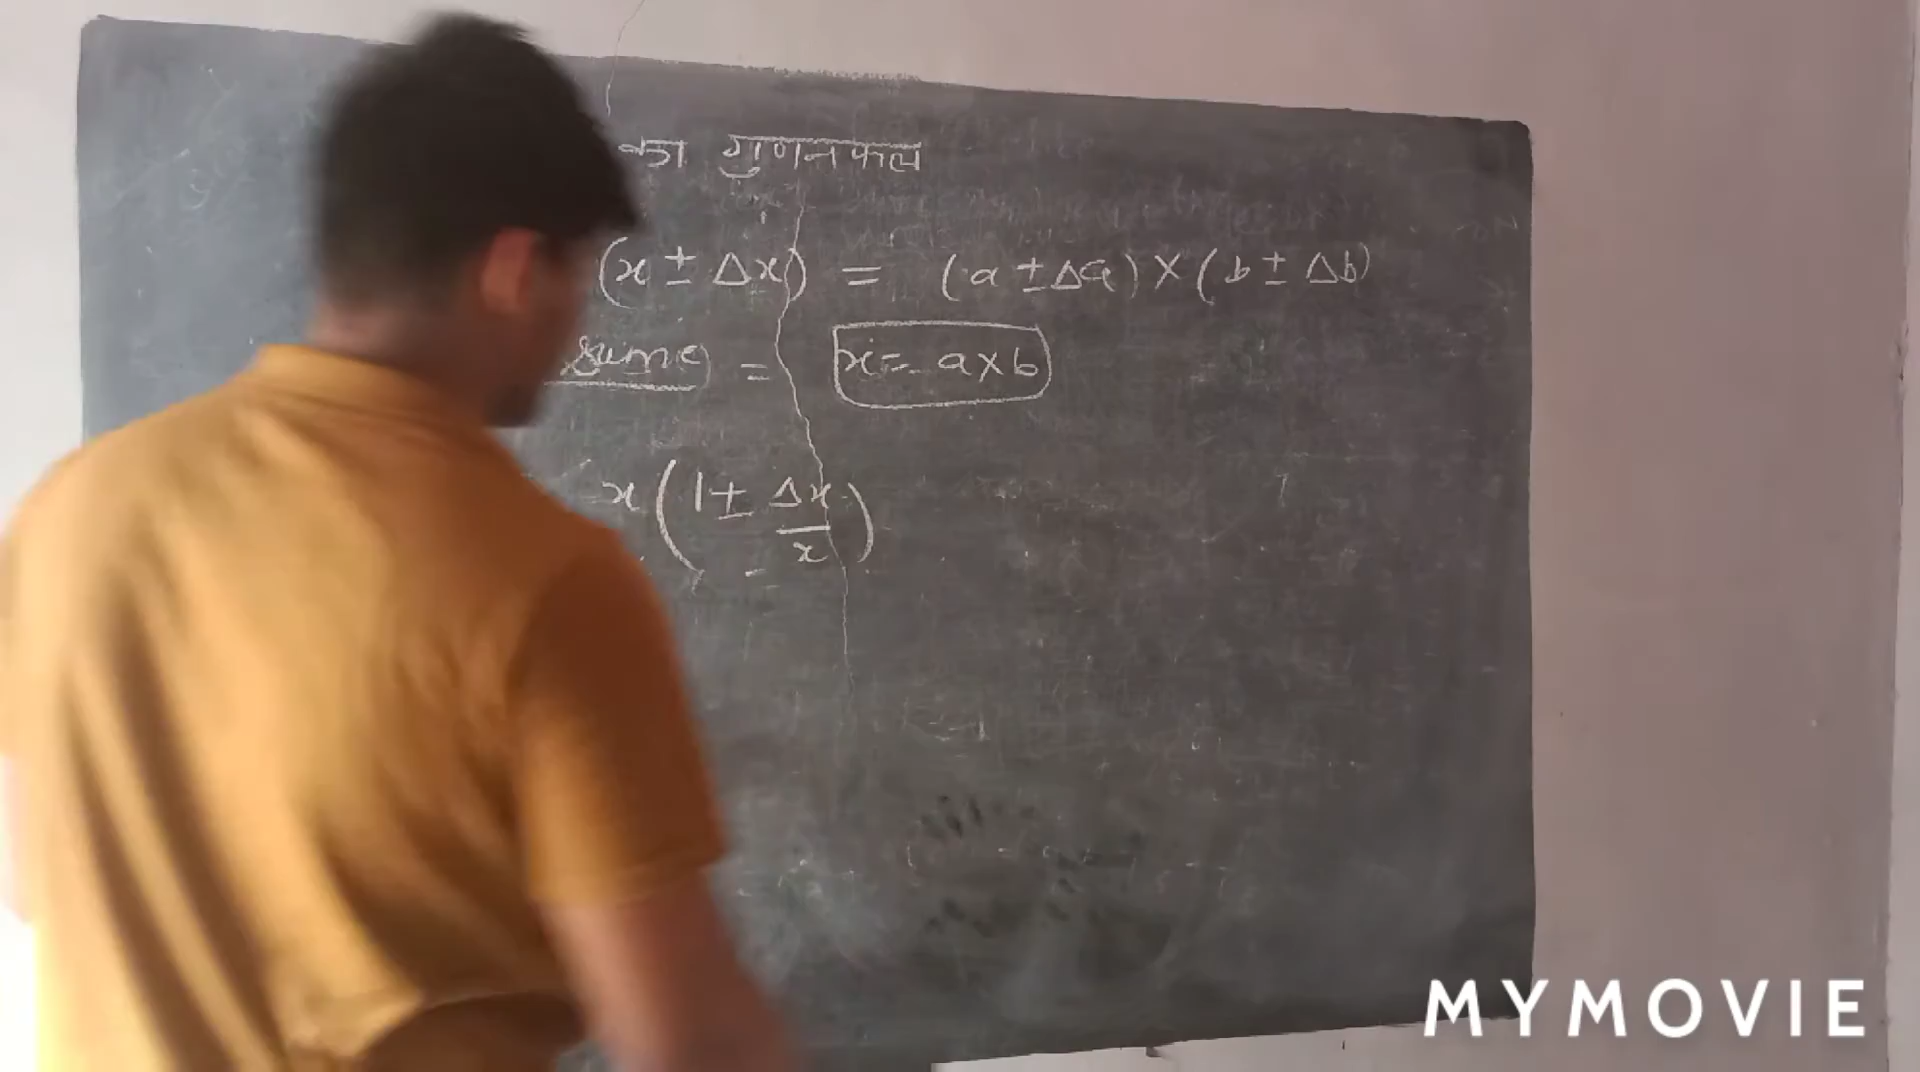 का गुणनफल
(x ± Δx) = (a ± Δa) × (b ± Δb)
= x = a×b
x(1 ± Δx/x)
MYMOVIE